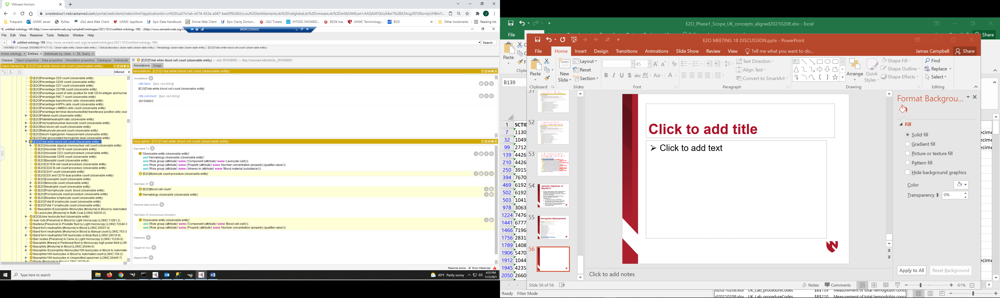 VMware Horizon
onedeskws1.nebraskamed.com/portal/webclient/index.html?applicationId=cn%3Dca57e1eb-e574-433a-a047-bed3f92d02cc,ou%3Dentitlements,dc%3Dvdiglobal,dc%3Dvmware,dc%3Dint&SAMLart=
Frequent UNMC email RxNav i2b2 deid Web Client UNMC AppStore Epic Data Handbook Shrine Web Client Epic Clarity Diction... i2b2 Tickets IHTSDO SNOMED... BD2K trac UNMC Terminology... BOX » Other bookmarks Reading list
untitled-ontology-189 (http://www.semanticweb.org/campbell/ontologies/2021/10/2/untitled-ontology-189)
IMDRC25069JC
File Edit View Reasoner Tools Refactor Window Help
untitled-ontology-189 (http://www.semanticweb.org/campbell/ontologies/2021/10/2/untitled-ontology-189)
Search...
SNOMED CT Concept (SNOMED RT+CTV3) Observable entity (observable entity) Clinical laboratory observable (observable entity) Hematology observable (observable entity) [E2O]Total white blood cell count (observable entity)
Active ontology × Entities × Individuals by class × DL Query ×
Classes Object properties Data properties Annotation properties Datatypes Individuals
Class hierarchy: [E2O]Total white blood cell count (observable entity)
Inferred
[E2O]Percentage CD5 count (observable entity)
[E2O]Percentage CD56 count (observable entity)
[E2O]Percentage CD7 count (observable entity)
[E2O]Percentage CD79B count (observable entity)
[E2O]Percentage count of cells positive for both CD34 antigen and human
[E2O]Percentage FMC 7 count (observable entity)
[E2O]Percentage hypochromic cells (observable entity)
[E2O]Percentage KAPPA cells count (observable entity)
[E2O]Percentage LAMBDA cells count (observable entity)
[E2O]Percentage terminal deoxynucleotidyl transferase positive cells cour
[E2O]Platelet count (observable entity)
[E2O]Platelet/neutrophil ratio (observable entity)
[E2O]Polymorphonuclear leukocyte count (observable entity)
[E2O]Red blood cell count (observable entity)
[E2O]Reticulocyte percent count (observable entity)
[E2O]Serum haptoglobin measurement (observable entity)
[E2O]Total glycosylated hemoglobin level (observable entity)
[E2O]Total white blood cell count (observable entity)
[E2O]Absolute atypical mononuclear cell count (observable entity)
[E2O]Absolute CD19 count (observable entity)
[E2O]Absolute CD3 count procedure (observable entity)
[E2O]Absolute CD56 count (observable entity)
[E2O]Basophil count (observable entity)
[E2O]CD19 B-cell count procedure (observable entity)
[E2O]CD22 B-cell count procedure (observable entity)
[E2O]CD41 count (observable entity)
[E2O]CD5 and CD19 dual positive count (observable entity)
[E2O]Eosinophil count (observable entity)
[E2O]Monocyte count (observable entity)
[E2O]Neutrophil count (observable entity)
[E2O]Prolymphocyte count, blood (observable entity)
[E2O]Promyelocyte count procedure (observable entity)
[E2O]Reactive lymphocyte count (observable entity)
[E2O]Total B lymphocyte count (observable entity)
[E2O]Total T lymphocyte count (observable entity)
Basophils+Eosinophils+Monocytes [#/volume] in Blood by Automated
Leukocytes [#/volume] in Buffy Coat (LOINC:92635-2)
[E2O]Urine leukocyte test (observable entity)
Auer rods [Presence] in Blood by Light microscopy (LOINC:11281-3)
Bacteria [Presence] in Prostatic fluid by Light microscopy (LOINC:72340-3
Band form neutrophils [#/volume] in Blood (LOINC:26507-4)
Band form neutrophils [#/volume] in Blood by Manual count (LOINC:763-3
Band form neutrophils/100 leukocytes in Body fluid (LOINC:26510-8)
Barr bodies [Presence] in Cervix by Light microscopy (LOINC:13330-6)
Basophils [#/area] in Peritoneal fluid by Microscopy high power field (LOIN
Basophils [#/volume] in Blood (LOINC:26444-0)
Basophils+Eosinophils+Monocytes/100 leukocytes in Blood by Automated
Basophils/100 leukocytes in Blood by Automated count (LOINC:706-2)
Basophils/100 leukocytes in Unspecified specimen (LOINC:26445-7)
Blasts [#/volume] in Blood (LOINC:30376-8)
[E2O]Total white blood cell count (observable entity) — e2o:391558003 — http://snomed.info/id/e2o_391558003
Annotations Usage
Annotations: [E2O]Total white blood cell count (observable entity)
Annotations
rdfs:label [type: xsd:string]
[E2O]Total white blood cell count (observable entity)
rdfs:comment [type: xsd:string]
391558003
Description: [E2O]Total white blood cell count (observable entity)
Equivalent To
'Observable entity (observable entity)'
and 'Hematology observable (observable entity)'
and ('Role group (attribute)' some ('Component (attribute)' some 'Leukocyte (cell)'))
and ('Role group (attribute)' some ('Property (attribute)' some 'Number concentration (property) (qualifier value)'))
and ('Role group (attribute)' some ('Inheres in (attribute)' some 'Blood material (substance)'))
'[E2O]Myelocyte count procedure (observable entity)'
SubClass Of
'[E2O]Blood cell count '
'Hematology observable (observable entity)'
General class axioms
SubClass Of (Anonymous Ancestor)
'Observable entity (observable entity)'
and ('Role group (attribute)' some ('Component (attribute)' some 'Blood cell (cell)'))
and ('Role group (attribute)' some ('Property (attribute)' some 'Number concentration (property) (qualifier value)'))
Instances
Target for Key
Disjoint With
Reasoner active Show Inferences
Type here to search
49°F Partly sunny
4:35 PM
11/2/2021
E2O_Phase1_Scope_UK_concepts_aligned20210208.xlsx - Excel
File
Share
Paste
B139
1 SCTID
7 1130
32 1049
99 2712
139 4426
210 4426
250 3915
394 7670
469 6192
502 6192
503 1041
978 3063
1224 7476
1441 6777
1466 7196
1756 2831
1789 1408
1906 5470
1912 1044
1945 4235
2050 2660
Ready Filter Mode
E2O MEETING 18 DISCUSSION.pptx - PowerPoint
File Home Insert Design Transitions Animations Slide Show Review View Tell me what you want to do...
James Campbell Share
Paste
New Slide
Layout
Reset
Section
45
Text Direction
Align Text
Convert to SmartArt
Arrange
Quick Styles
Shape Fill
Shape Outline
Shape Effects
Find
Replace
Select
Clipboard Slides Font Paragraph Drawing Editing
51
52
53
54
Semantic Objectives of Migration?
55
Hemoglobin Measurements
56
Click to add title
➢ Click to add text
Click to add notes
Format Backgrou...
Fill
Solid fill
Gradient fill
Picture or texture fill
Pattern fill
Hide background graphics
Color
Transparency 0%
Apply to All Reset Background
Slide 56 of 56
Notes Comments 61%
d20210208.xlsx UK_Lab_procedureCodes $B$139 Measurement of total hemoglobin conc
d20210208.xlsx UK_Lab_procedureCodes $B$210 Measurement of total hemoglobin conc